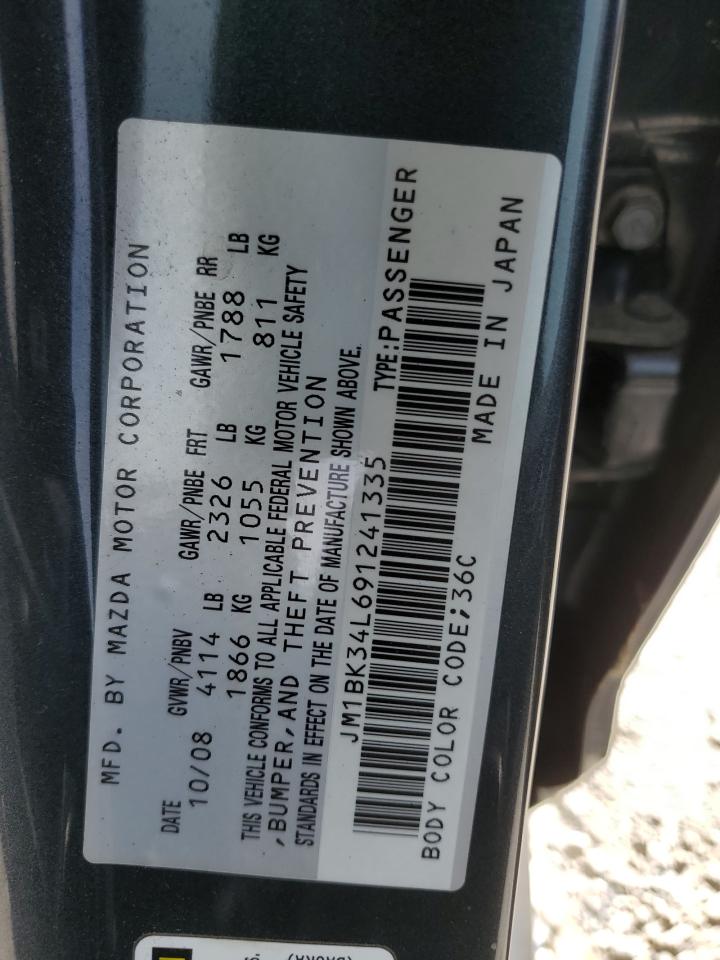 MFD. BY MAZDA MOTOR CORPORATION
DATE GVWR/PNBV GAWR/PNBE FRT GAWR/PNBE RR
10/08 4114 LB 2326 LB 1788 LB
1866 KG 1055 KG 811 KG
THIS VEHICLE CONFORMS TO ALL APPLICABLE FEDERAL MOTOR VEHICLE SAFETY
,BUMPER,AND THEFT PREVENTION
STANDARDS IN EFFECT ON THE DATE OF MANUFACTURE SHOWN ABOVE.
JM1BK34L691241335 TYPE:PASSENGER
BODY COLOR CODE;36C MADE IN JAPAN